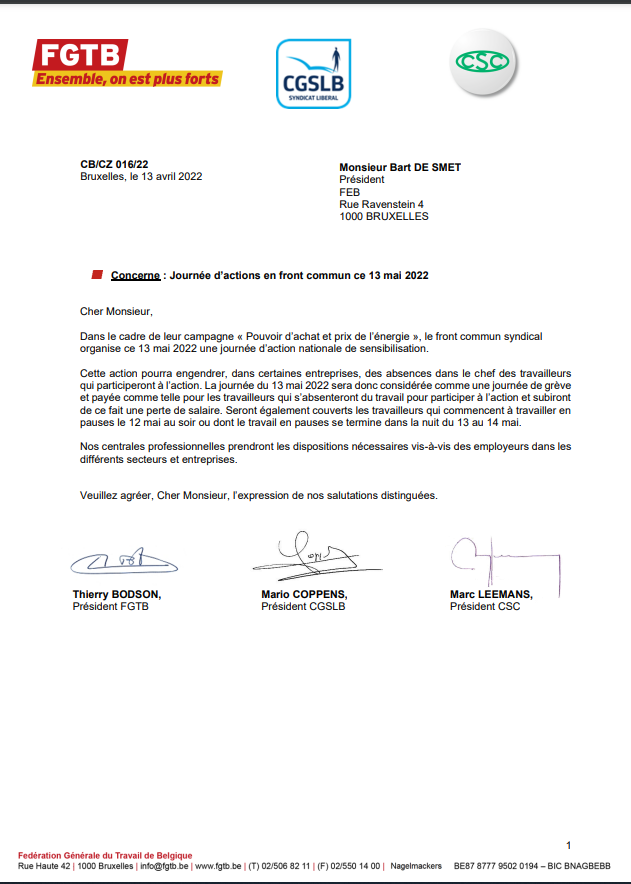 FGTB
Ensemble, on est plus forts
CGSLB
SYNDICAT LIBERAL
CSC
CB/CZ 016/22
Bruxelles, le 13 avril 2022
Monsieur Bart DE SMET
Président
FEB
Rue Ravenstein 4
1000 BRUXELLES
Concerne : Journée d'actions en front commun ce 13 mai 2022
Cher Monsieur,
Dans le cadre de leur campagne « Pouvoir d'achat et prix de l'énergie », le front commun syndical
organise ce 13 mai 2022 une journée d'action nationale de sensibilisation.
Cette action pourra engendrer, dans certaines entreprises, des absences dans le chef des travailleurs
qui participeront à l'action. La journée du 13 mai 2022 sera donc considérée comme une journée de grève
et payée comme telle pour les travailleurs qui s'absenteront du travail pour participer à l'action et subiront
de ce fait une perte de salaire. Seront également couverts les travailleurs qui commencent à travailler en
pauses le 12 mai au soir ou dont le travail en pauses se termine dans la nuit du 13 au 14 mai.
Nos centrales professionnelles prendront les dispositions nécessaires vis-à-vis des employeurs dans les
différents secteurs et entreprises.
Veuillez agréer, Cher Monsieur, l'expression de nos salutations distinguées.
Thierry BODSON,
Président FGTB
Mario COPPENS,
Président CGSLB
Marc LEEMANS,
Président CSC
1
Fedération Générale du Travail de Belgique
Rue Haute 42 | 1000 Bruxelles | info@fgtb.be | www.fgtb.be | (T) 02/506 82 11 | (F) 02/550 14 00 | Nagelmackers BE87 8777 9502 0194 – BIC BNAGBEBB